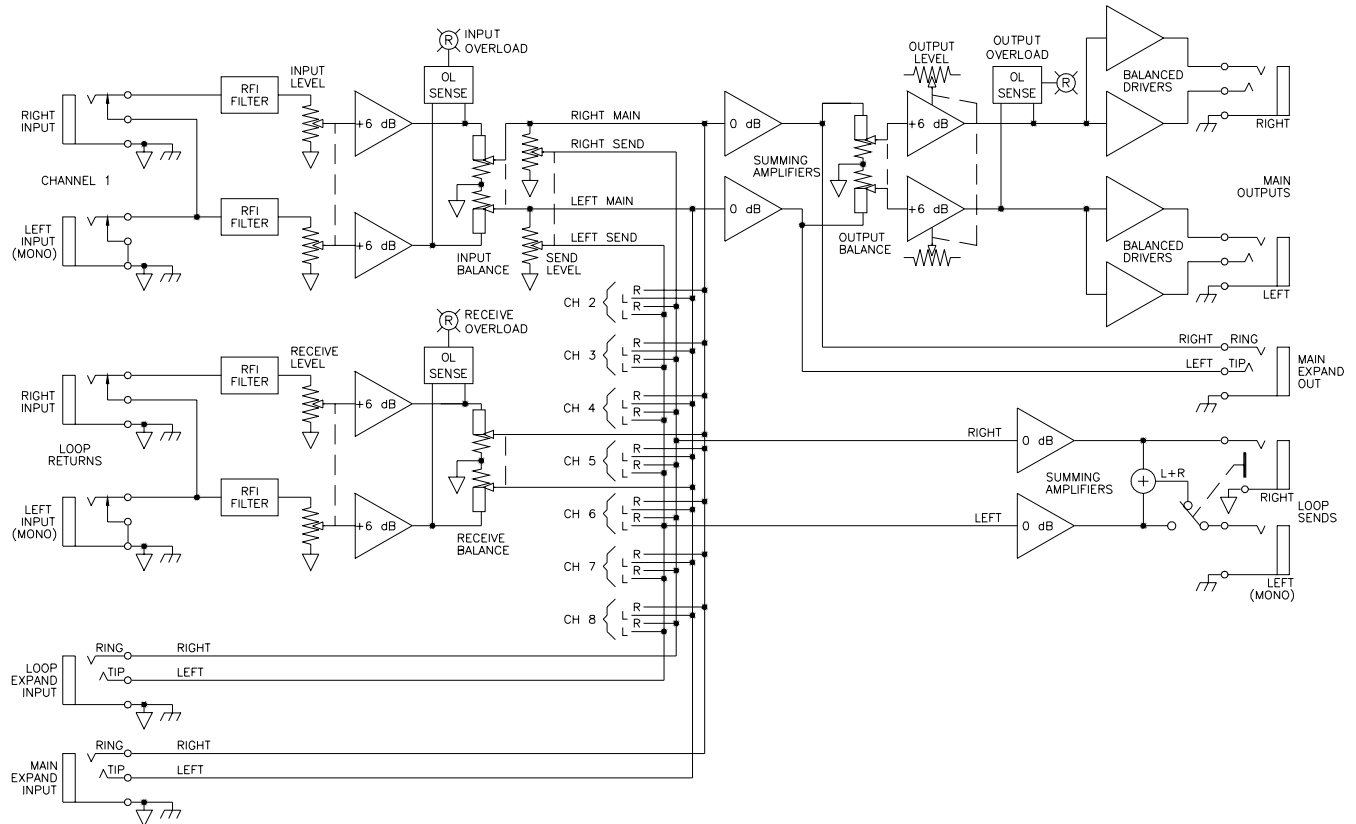 INPUT
OVERLOAD
R
OL
SENSE
INPUT
LEVEL
RFI
FILTER
RIGHT
INPUT
+6 dB
CHANNEL 1
LEFT
INPUT
(MONO)
RFI
FILTER
+6 dB
INPUT
BALANCE
RIGHT MAIN
RIGHT SEND
LEFT MAIN
LEFT SEND
SEND
LEVEL
0 dB
0 dB
SUMMING
AMPLIFIERS
OUTPUT
BALANCE
OUTPUT
LEVEL
+6 dB
+6 dB
OUTPUT
OVERLOAD
OL
SENSE
R
BALANCED
DRIVERS
RIGHT
MAIN
OUTPUTS
BALANCED
DRIVERS
LEFT
CH 2
R
L
R
L
CH 3
R
L
R
L
CH 4
R
L
R
L
CH 5
R
L
R
L
CH 6
R
L
R
L
CH 7
R
L
R
L
CH 8
R
L
R
L
RIGHT RING
LEFT TIP
MAIN
EXPAND
OUT
R
RECEIVE
OVERLOAD
OL
SENSE
RECEIVE
LEVEL
RFI
FILTER
RIGHT
INPUT
+6 dB
LOOP
RETURNS
LEFT
INPUT
(MONO)
RFI
FILTER
+6 dB
RECEIVE
BALANCE
RIGHT
0 dB
SUMMING
AMPLIFIERS
L+R
+
LEFT
0 dB
RIGHT
LOOP
SENDS
LEFT
(MONO)
LOOP
EXPAND
INPUT
RING
RIGHT
TIP
LEFT
MAIN
EXPAND
INPUT
RING
RIGHT
TIP
LEFT